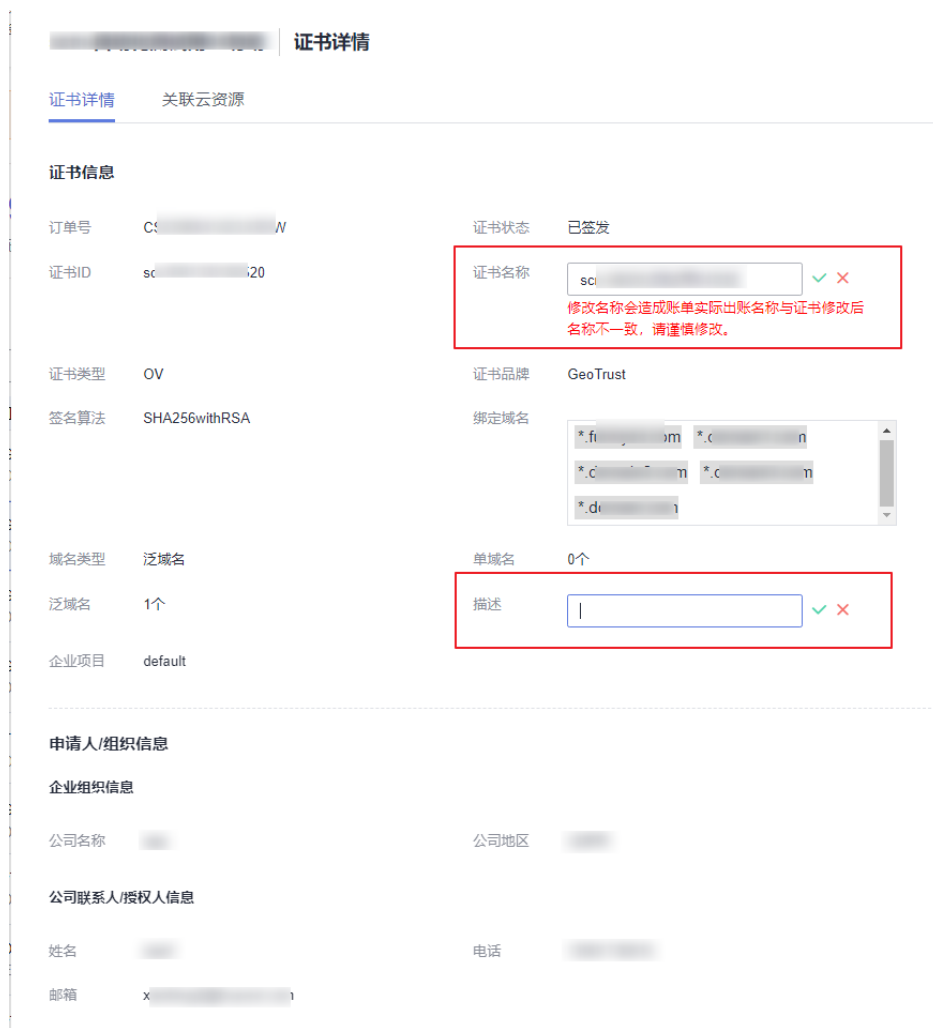 证书详情
证书详情 关联云资源
证书信息
订单号 证书状态 已签发
证书ID 证书名称
修改名称会造成账单实际出账名称与证书修改后
名称不一致，请谨慎修改。
证书类型 OV 证书品牌 GeoTrust
签名算法 SHA256withRSA 绑定域名
域名类型 泛域名 单域名 0个
泛域名 1个 描述
企业项目 default
申请人/组织信息
企业组织信息
公司名称 公司地区
公司联系人/授权人信息
姓名 电话
邮箱